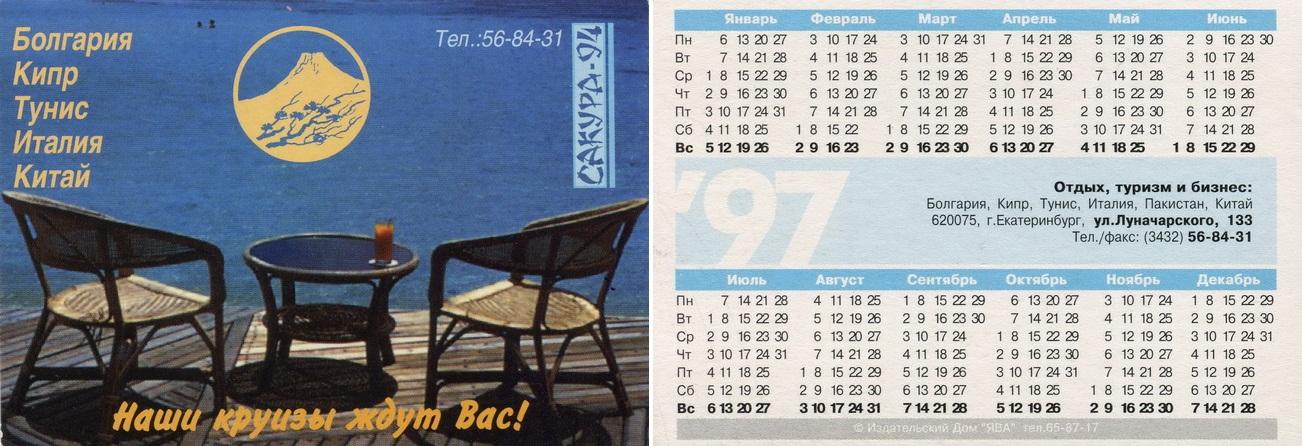 Болгария
Кипр
Тунис
Италия
Китай
Тел.:56-84-31
САКУРА-94
Наши круизы ждут Вас!
Январь Февраль Март Апрель Май Июнь
Пн 6 13 20 27 3 10 17 24 3 10 17 24 31 7 14 21 28 5 12 19 26 2 9 16 23 30
Вт 7 14 21 28 4 11 18 25 4 11 18 25 1 8 15 22 29 6 13 20 27 3 10 17 24
Ср 1 8 15 22 29 5 12 19 26 5 12 19 26 2 9 16 23 30 7 14 21 28 4 11 18 25
Чт 2 9 16 23 30 6 13 20 27 6 13 20 27 3 10 17 24 1 8 15 22 29 5 12 19 26
Пт 3 10 17 24 31 7 14 21 28 7 14 21 28 4 11 18 25 2 9 16 23 30 6 13 20 27
Сб 4 11 18 25 1 8 15 22 1 8 15 22 29 5 12 19 26 3 10 17 24 31 7 14 21 28
Вс 5 12 19 26 2 9 16 23 2 9 16 23 30 6 13 20 27 4 11 18 25 1 8 15 22 29
'97
Отдых, туризм и бизнес:
Болгария, Кипр, Тунис, Италия, Пакистан, Китай
620075, г.Екатеринбург, ул.Луначарского, 133
Тел./факс: (3432) 56-84-31
Июль Август Сентябрь Октябрь Ноябрь Декабрь
Пн 7 14 21 28 4 11 18 25 1 8 15 22 29 6 13 20 27 3 10 17 24 1 8 15 22 29
Вт 1 8 15 22 29 5 12 19 26 2 9 16 23 30 7 14 21 28 4 11 18 25 2 9 16 23 30
Ср 2 9 16 23 30 6 13 20 27 3 10 17 24 1 8 15 22 29 5 12 19 26 3 10 17 24 31
Чт 3 10 17 24 31 7 14 21 28 4 11 18 25 2 9 16 23 30 6 13 20 27 4 11 18 25
Пт 4 11 18 25 1 8 15 22 29 5 12 19 26 3 10 17 24 31 7 14 21 28 5 12 19 26
Сб 5 12 19 26 2 9 16 23 30 6 13 20 27 4 11 18 25 1 8 15 22 29 6 13 20 27
Вс 6 13 20 27 3 10 17 24 31 7 14 21 28 5 12 19 26 2 9 16 23 30 7 14 21 28
© Издательский Дом "ЯВА" тел.65-87-17